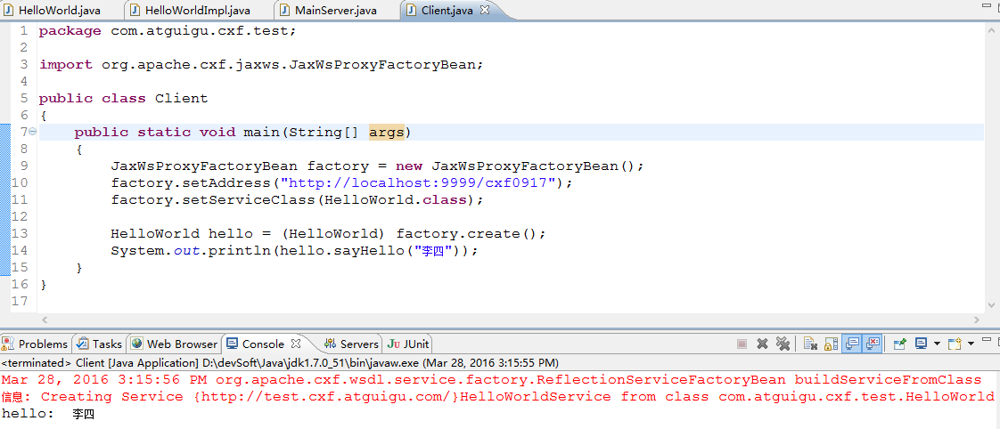 HelloWorld.java HelloWorldImpl.java MainServer.java Client.java
1 package com.atguigu.cxf.test;
2
3 import org.apache.cxf.jaxws.JaxWsProxyFactoryBean;
4
5 public class Client
6 {
7 public static void main(String[] args)
8 {
9 JaxWsProxyFactoryBean factory = new JaxWsProxyFactoryBean();
10 factory.setAddress("http://localhost:9999/cxf0917");
11 factory.setServiceClass(HelloWorld.class);
12
13 HelloWorld hello = (HelloWorld) factory.create();
14 System.out.println(hello.sayHello("李四"));
15 }
16 }
17
Problems Tasks Web Browser Console Servers JUnit
<terminated> Client [Java Application] D:\devSoft\Java\jdk1.7.0_51\bin\javaw.exe (Mar 28, 2016 3:15:55 PM)
Mar 28, 2016 3:15:56 PM org.apache.cxf.wsdl.service.factory.ReflectionServiceFactoryBean buildServiceFromClass
信息: Creating Service {http://test.cxf.atguigu.com/}HelloWorldService from class com.atguigu.cxf.test.HelloWorld
hello: 李四